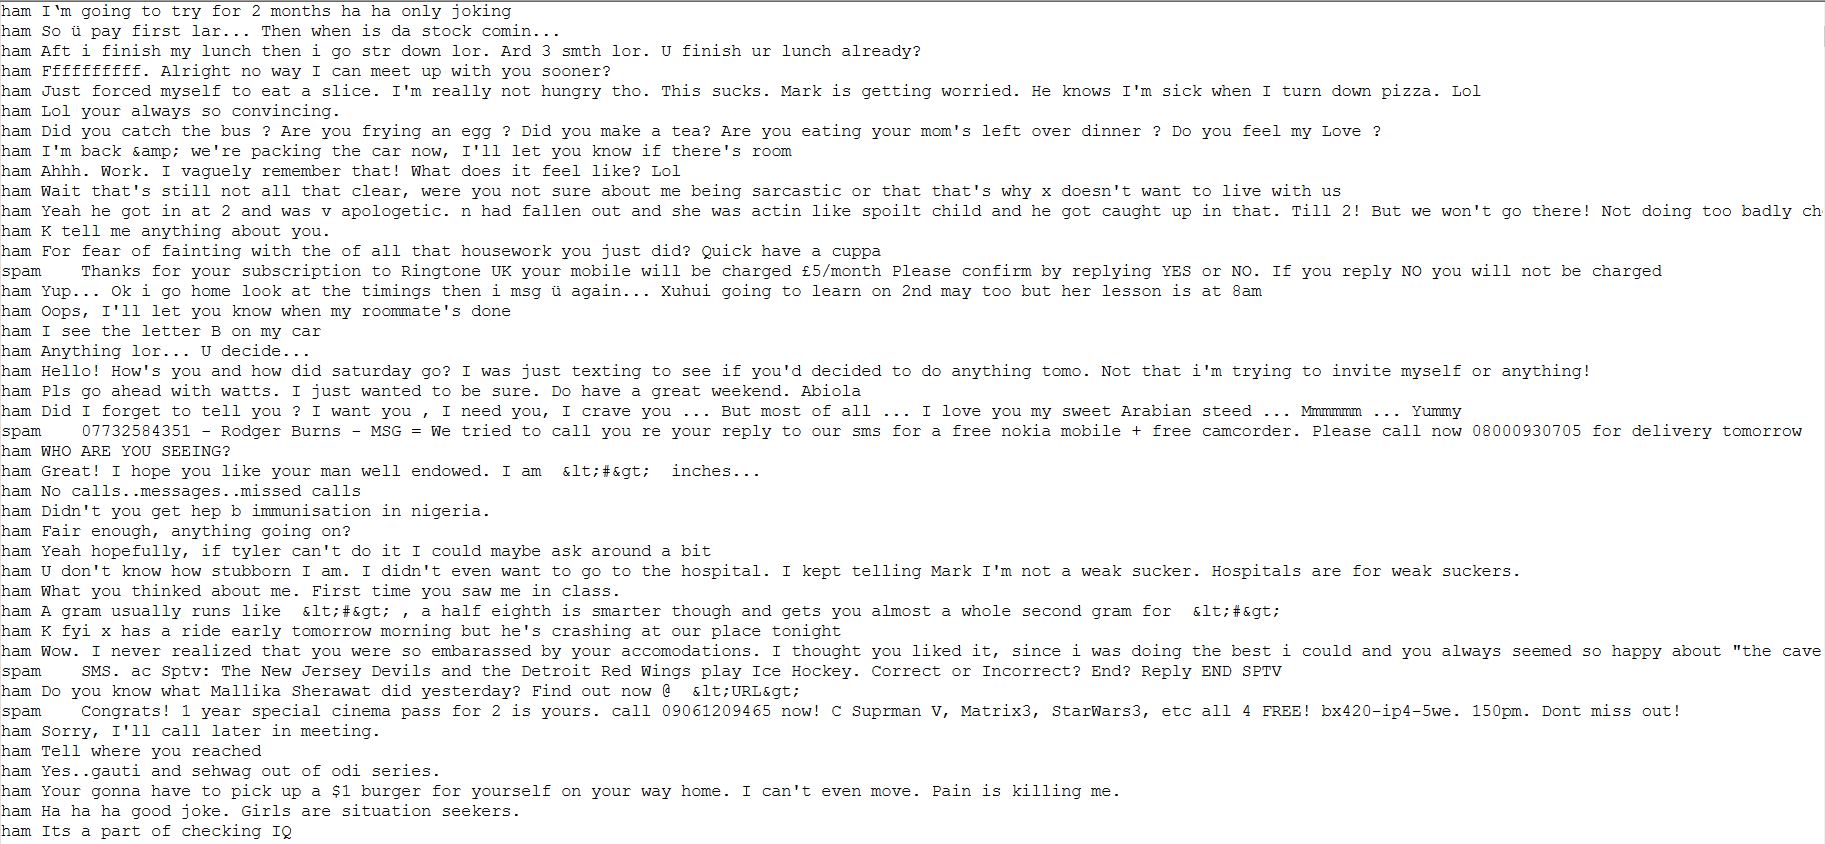 ham I‘m going to try for 2 months ha ha only joking
ham So ü pay first lar... Then when is da stock comin...
ham Aft i finish my lunch then i go str down lor. Ard 3 smth lor. U finish ur lunch already?
ham Ffffffffff. Alright no way I can meet up with you sooner?
ham Just forced myself to eat a slice. I'm really not hungry tho. This sucks. Mark is getting worried. He knows I'm sick when I turn down pizza. Lol
ham Lol your always so convincing.
ham Did you catch the bus ? Are you frying an egg ? Did you make a tea? Are you eating your mom's left over dinner ? Do you feel my Love ?
ham I'm back &amp; we're packing the car now, I'll let you know if there's room
ham Ahhh. Work. I vaguely remember that! What does it feel like? Lol
ham Wait that's still not all that clear, were you not sure about me being sarcastic or that that's why x doesn't want to live with us
ham Yeah he got in at 2 and was v apologetic. n had fallen out and she was actin like spoilt child and he got caught up in that. Till 2! But we won't go there! Not doing too badly ch
ham K tell me anything about you.
ham For fear of fainting with the of all that housework you just did? Quick have a cuppa
spam Thanks for your subscription to Ringtone UK your mobile will be charged £5/month Please confirm by replying YES or NO. If you reply NO you will not be charged
ham Yup... Ok i go home look at the timings then i msg ü again... Xuhui going to learn on 2nd may too but her lesson is at 8am
ham Oops, I'll let you know when my roommate's done
ham I see the letter B on my car
ham Anything lor... U decide...
ham Hello! How's you and how did saturday go? I was just texting to see if you'd decided to do anything tomo. Not that i'm trying to invite myself or anything!
ham Pls go ahead with watts. I just wanted to be sure. Do have a great weekend. Abiola
ham Did I forget to tell you ? I want you , I need you, I crave you ... But most of all ... I love you my sweet Arabian steed ... Mmmmmm ... Yummy
spam 07732584351 - Rodger Burns - MSG = We tried to call you re your reply to our sms for a free nokia mobile + free camcorder. Please call now 08000930705 for delivery tomorrow
ham WHO ARE YOU SEEING?
ham Great! I hope you like your man well endowed. I am &lt;#&gt; inches...
ham No calls..messages..missed calls
ham Didn't you get hep b immunisation in nigeria.
ham Fair enough, anything going on?
ham Yeah hopefully, if tyler can't do it I could maybe ask around a bit
ham U don't know how stubborn I am. I didn't even want to go to the hospital. I kept telling Mark I'm not a weak sucker. Hospitals are for weak suckers.
ham What you thinked about me. First time you saw me in class.
ham A gram usually runs like &lt;#&gt; , a half eighth is smarter though and gets you almost a whole second gram for &lt;#&gt;
ham K fyi x has a ride early tomorrow morning but he's crashing at our place tonight
ham Wow. I never realized that you were so embarassed by your accomodations. I thought you liked it, since i was doing the best i could and you always seemed so happy about "the cave
spam SMS. ac Sptv: The New Jersey Devils and the Detroit Red Wings play Ice Hockey. Correct or Incorrect? End? Reply END SPTV
ham Do you know what Mallika Sherawat did yesterday? Find out now @ &lt;URL&gt;
spam Congrats! 1 year special cinema pass for 2 is yours. call 09061209465 now! C Suprman V, Matrix3, StarWars3, etc all 4 FREE! bx420-ip4-5we. 150pm. Dont miss out!
ham Sorry, I'll call later in meeting.
ham Tell where you reached
ham Yes..gauti and sehwag out of odi series.
ham Your gonna have to pick up a $1 burger for yourself on your way home. I can't even move. Pain is killing me.
ham Ha ha ha good joke. Girls are situation seekers.
ham Its a part of checking IQ